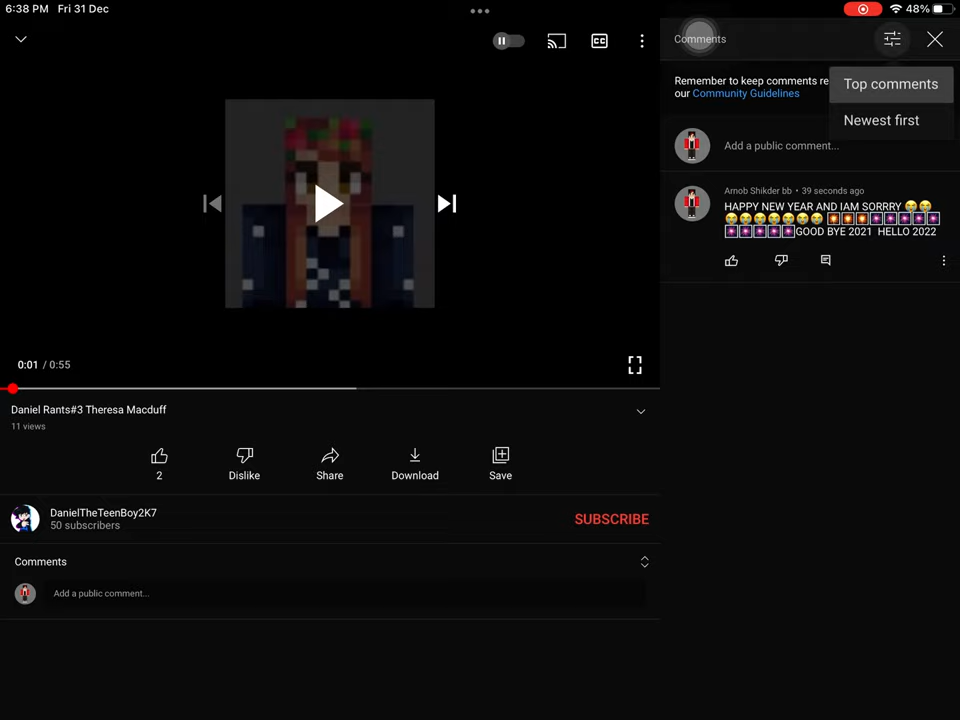 6:38 PM Fri 31 Dec
48%
CC
0:01 / 0:55
Daniel Rants#3 Theresa Macduff
11 views
2
Dislike
Share
Download
Save
DanielTheTeenBoy2K7
50 subscribers
SUBSCRIBE
Comments
Add a public comment...
Comments
Top comments
Newest first
Remember to keep comments re
our Community Guidelines
Add a public comment...
Arnob Shikder bb • 39 seconds ago
HAPPY NEW YEAR AND IAM SORRRY 😭😭
😭😭😭😭😭😭😭💥💥💥🎆🎆🎆🎆🎆
🎆🎆🎆🎆🎆GOOD BYE 2021 HELLO 2022